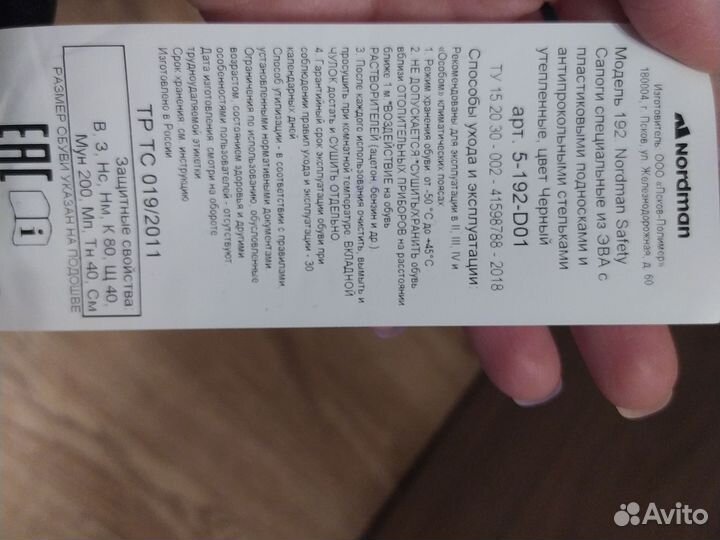 Nordman
Изготовитель: ООО «Псков-Полимер»
180004, г. Псков, ул. Железнодорожная, д. 60
Модель 192. Nordman Safety
Сапоги специальные из ЭВА с
пластиковыми подносками и
антипрокольными стельками
утепленные, цвет Черный
арт. 5-192-D01
ТУ 15.20.30 - 002 - 41598788 - 2018
Способы ухода и эксплуатации:
Рекомендованы для эксплуатации в II, III, IV и
«Особом» климатических поясах
1. Режим хранения обуви: от -50 °C до +45°C
2. НЕ ДОПУСКАЕТСЯ "СУШИТЬ/ХРАНИТЬ обувь
вблизи ОТОПИТЕЛЬНЫХ ПРИБОРОВ на расстоянии
ближе 1 м "ВОЗДЕЙСТВИЕ на обувь
РАСТВОРИТЕЛЕЙ (ацетон, бензин и др.)
3. После каждого использования очистить, вымыть и
просушить при комнатной температуре. ВКЛАДНОЙ
ЧУЛОК достать и СУШИТЬ ОТДЕЛЬНО
4. Гарантийный срок эксплуатации обуви при
соблюдении правил ухода и эксплуатации - 30
календарных дней
Способ утилизации - в соответствии с правилами,
установленными нормативными документами
Ограничения по использованию, обусловленные
возрастом, состоянием здоровья и другими
особенностями пользователей - отсутствуют
Дата изготовления: смотри на обороте
трудноудаляемой этикетки
Срок хранения см. инструкцию
Изготовлено в России
ТР ТС 019/2011
Защитные свойства:
В, З, Нс, Нм, К 80, Щ 40,
Мун 200, Мп, Тн 40, См
РАЗМЕР ОБУВИ УКАЗАН НА ПОДОШВЕ
EAC
i
Avito